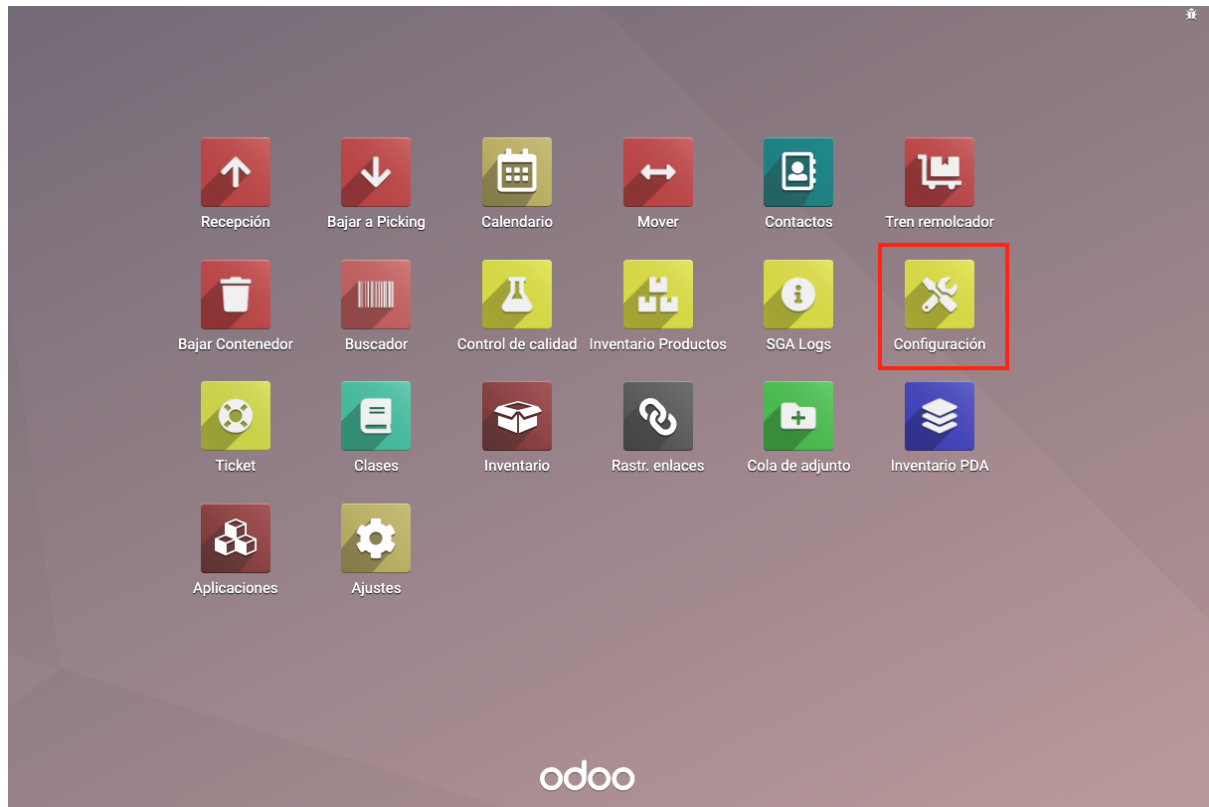 Recepción
Bajar a Picking
Calendario
Mover
Contactos
Tren remolcador
Bajar Contenedor
Buscador
Control de calidad
Inventario Productos
SGA Logs
Configuración
Ticket
Clases
Inventario
Rastr. enlaces
Cola de adjunto
Inventario PDA
Aplicaciones
Ajustes
odoo